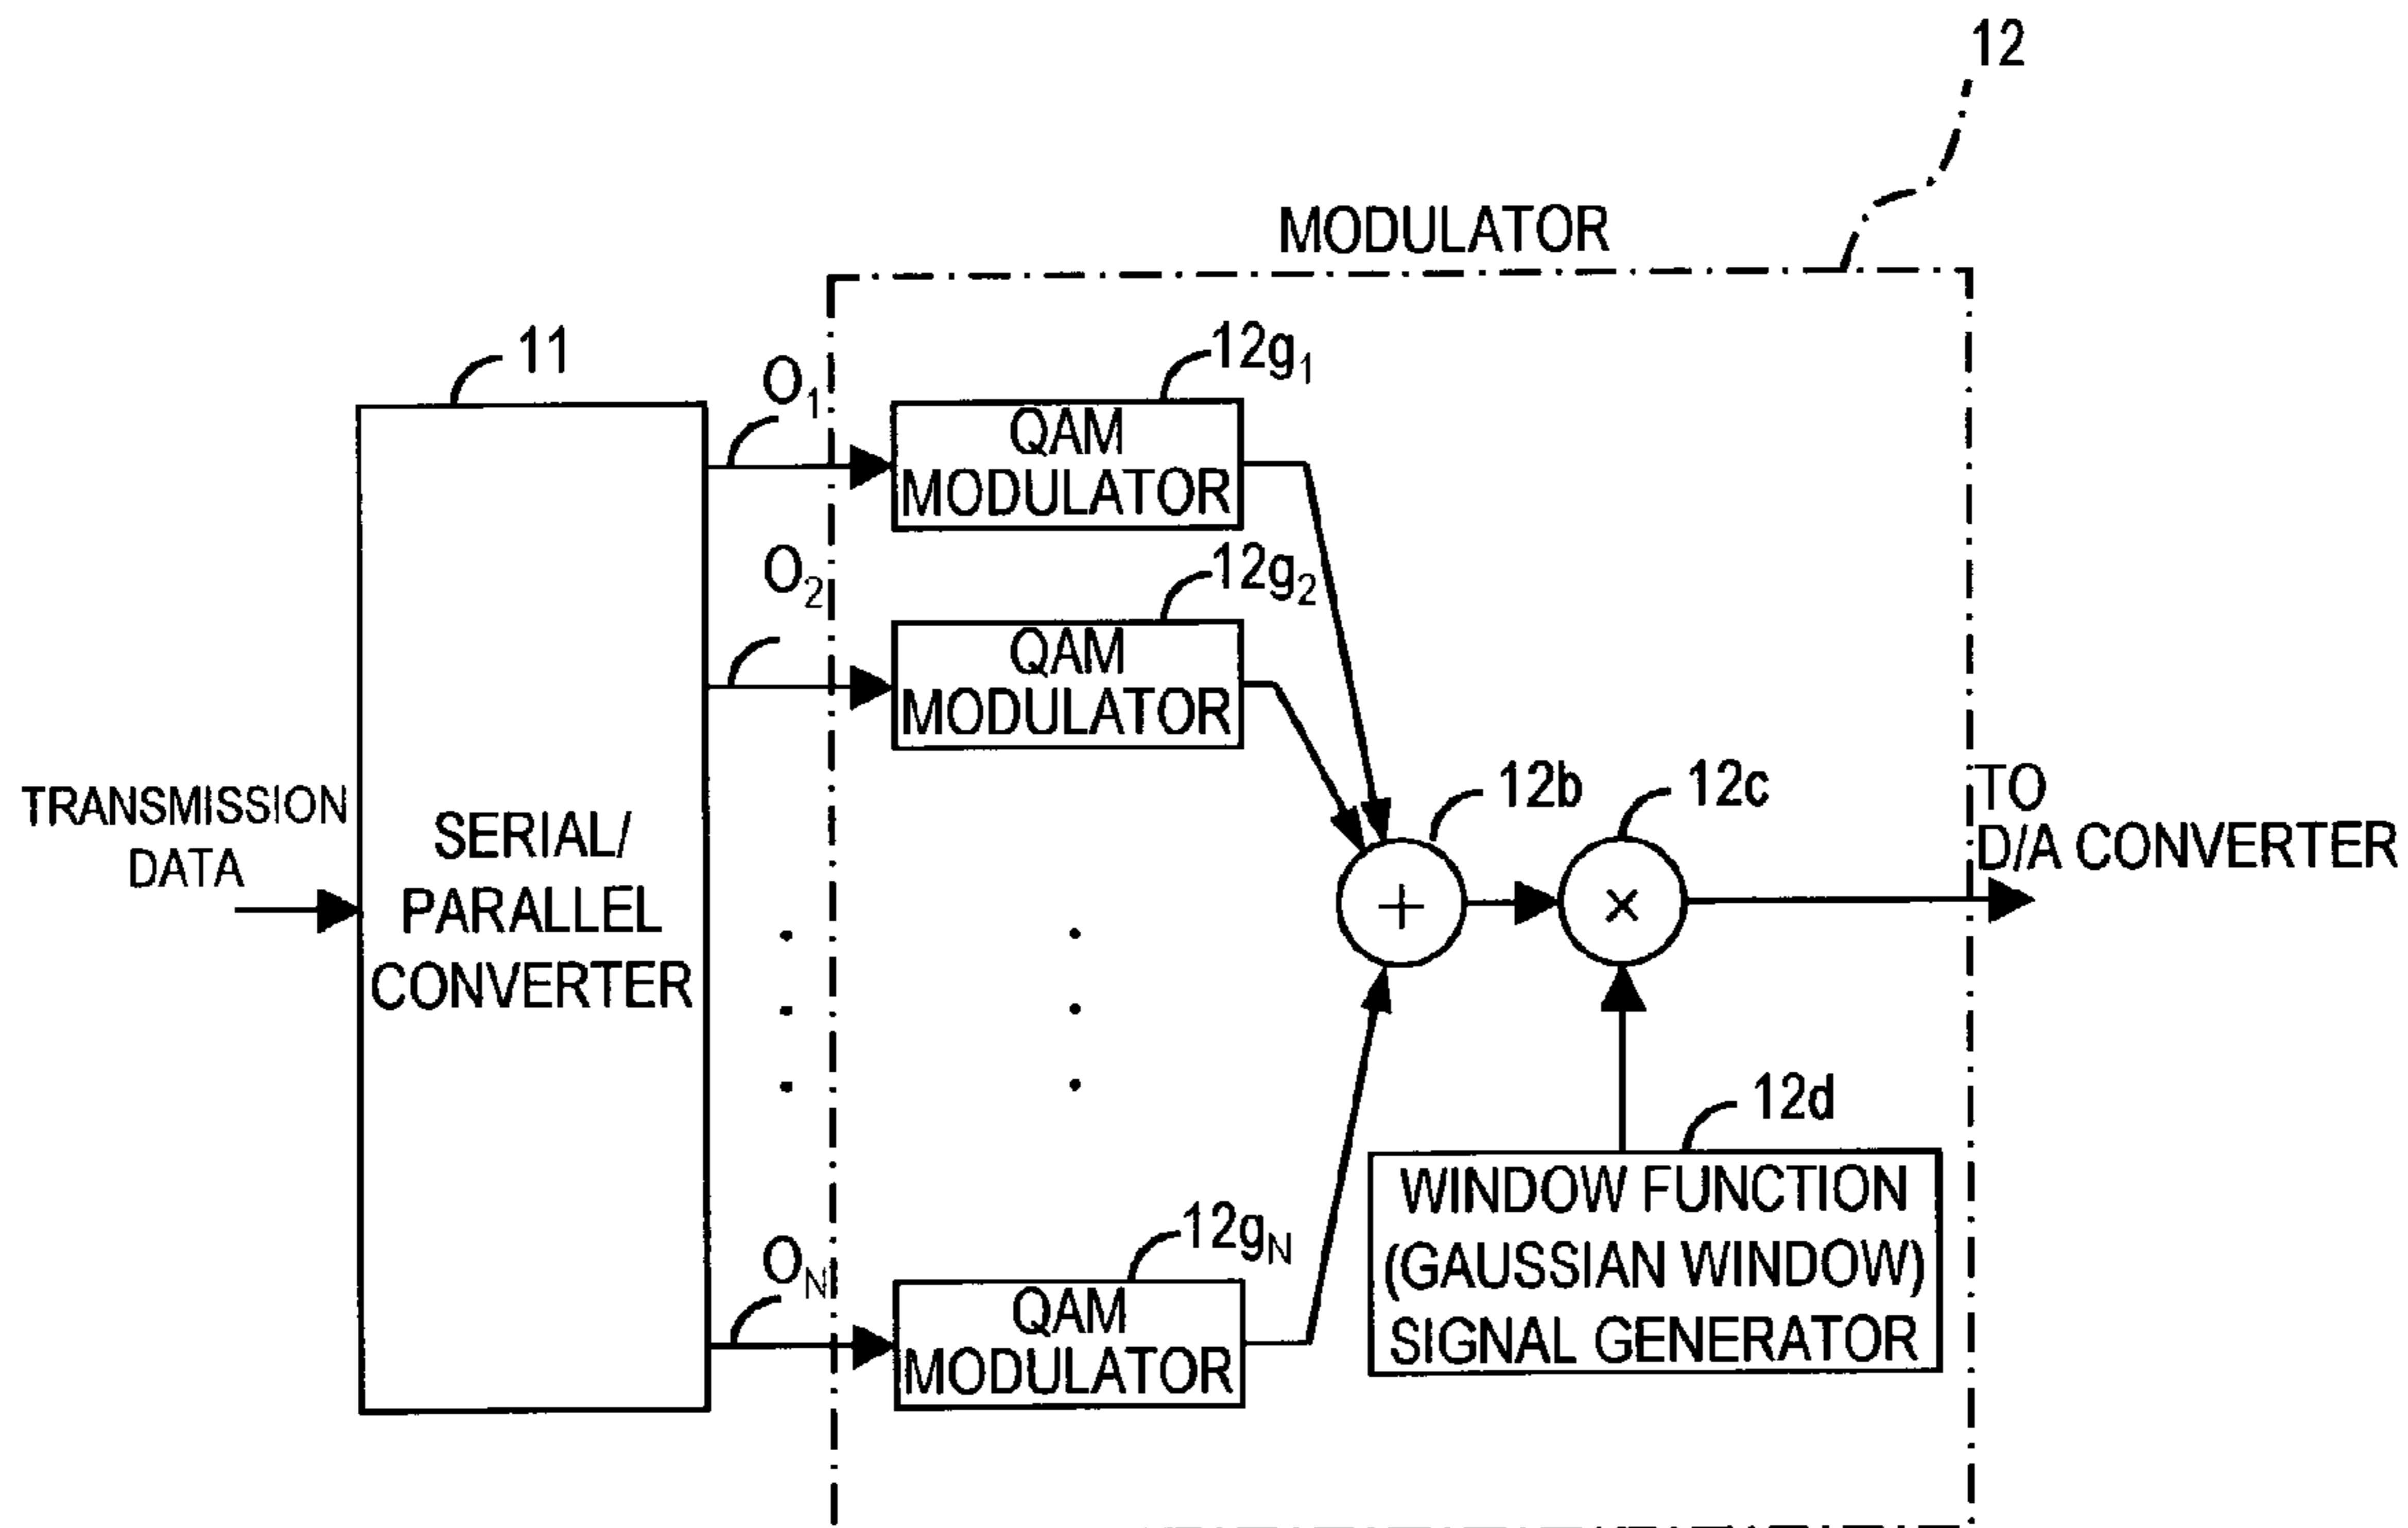 12
MODULATOR
11
O1
12g1
QAM
MODULATOR
O2
12g2
QAM
MODULATOR
TRANSMISSION
DATA
SERIAL/
PARALLEL
CONVERTER
12b
12c
TO
D/A CONVERTER
+
×
12d
WINDOW FUNCTION
(GAUSSIAN WINDOW)
SIGNAL GENERATOR
ON
12gN
QAM
MODULATOR